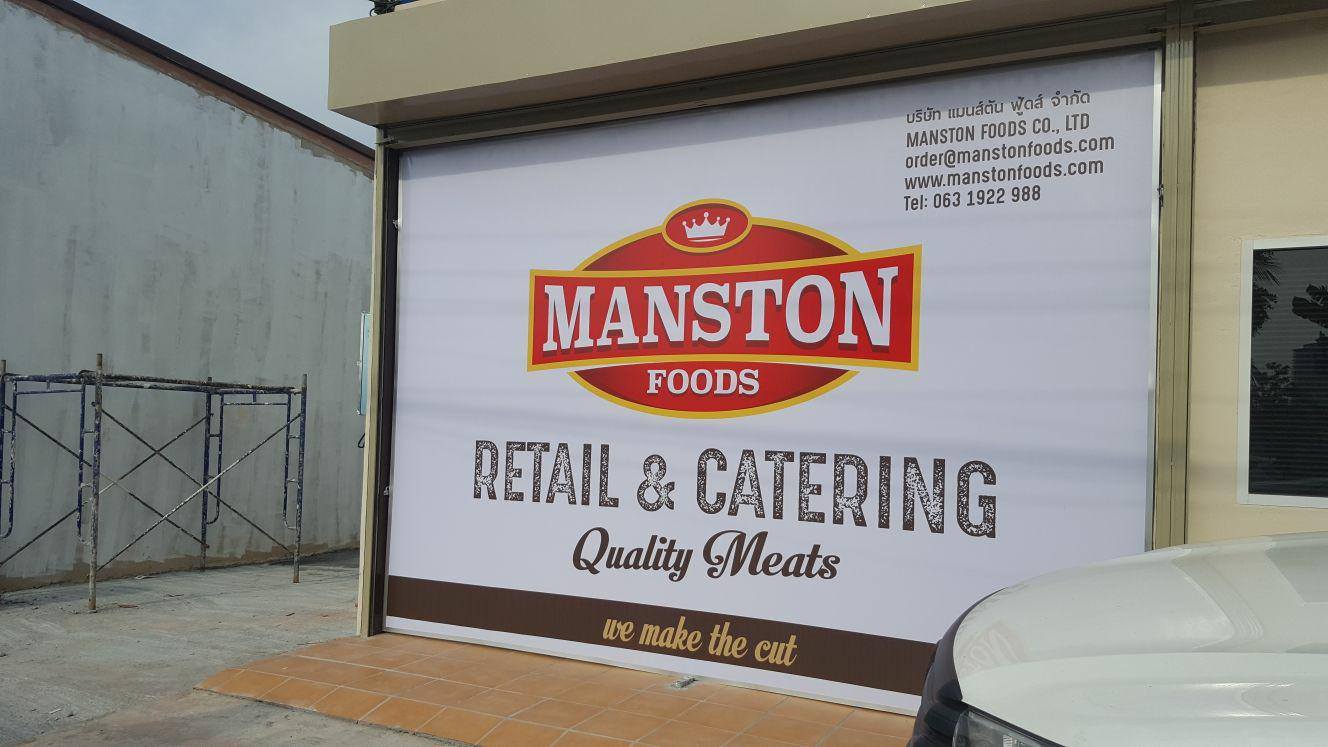 บริษัท แมนส์ตัน ฟู้ดส์ จำกัด
MANSTON FOODS CO., LTD
order@manstonfoods.com
www.manstonfoods.com
Tel: 063 1922 988
MANSTON
FOODS
RETAIL & CATERING
Quality Meats
we make the cut